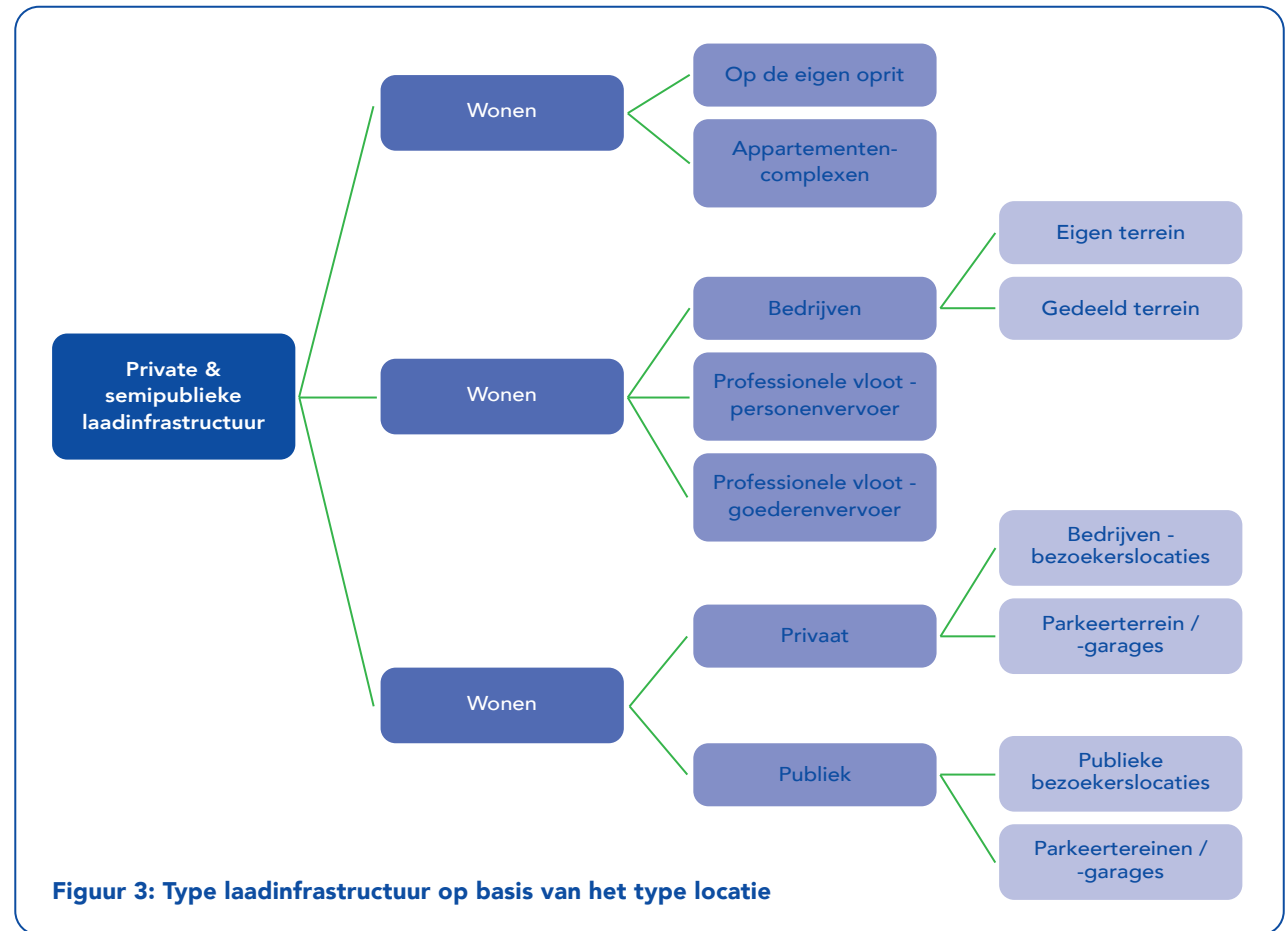 Private &
semipublieke
laadinfrastructuur
Wonen
Op de eigen oprit
Appartementen-
complexen
Wonen
Bedrijven
Eigen terrein
Gedeeld terrein
Professionele vloot -
personenvervoer
Professionele vloot -
goederenvervoer
Wonen
Privaat
Bedrijven -
bezoekerslocaties
Parkeerterrein /
-garages
Publiek
Publieke
bezoekerslocaties
Parkeertereinen /
-garages
Figuur 3: Type laadinfrastructuur op basis van het type locatie